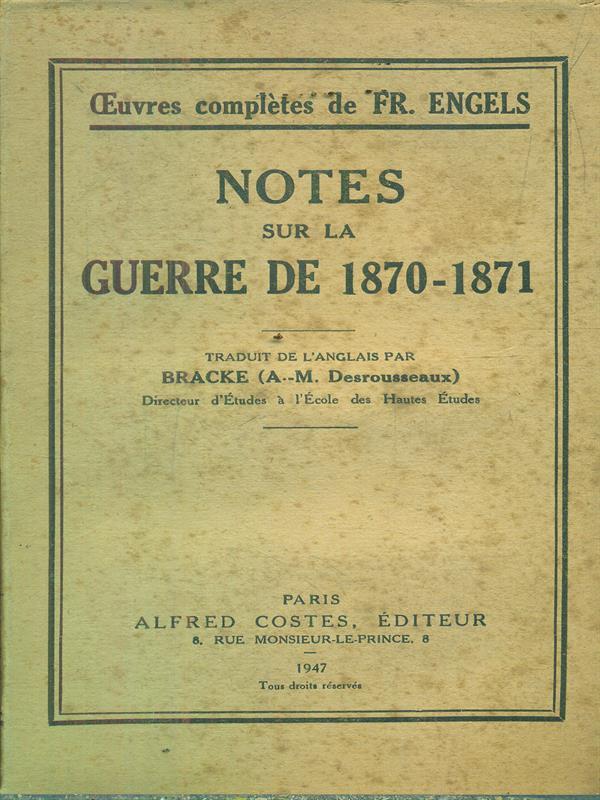 Œuvres complètes de FR. ENGELS
NOTES
SUR LA
GUERRE DE 1870-1871
TRADUIT DE L'ANGLAIS PAR
BRACKE (A.-M. Desrousseaux)
Directeur d'Études à l'École des Hautes Études
PARIS
ALFRED COSTES, ÉDITEUR
8, RUE MONSIEUR-LE-PRINCE, 8
1947
Tous droits réservés